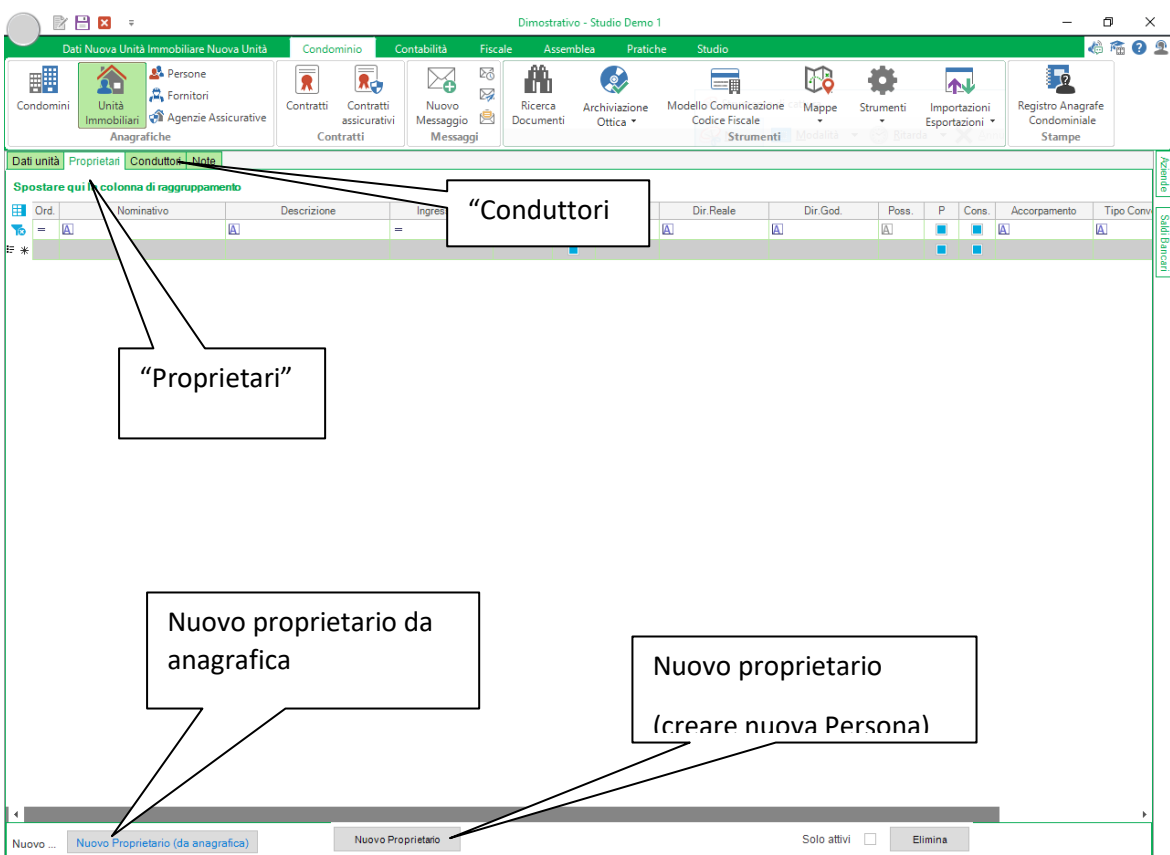 Dimostrativo - Studio Demo 1
Dati Nuova Unità Immobiliare Nuova Unità
Condominio
Contabilità
Fiscale
Assemblea
Pratiche
Studio
Condomini
Unità
Immobiliari
Persone
Fornitori
Agenzie Assicurative
Anagrafiche
Contratti
Contratti
assicurativi
Contratti
Nuovo
Messaggio
Messaggi
Ricerca
Documenti
Archiviazione
Ottica
Modello Comunicazione
Codice Fiscale
Mappe
Strumenti
Importazioni
Esportazioni
Strumenti
Registro Anagrafe
Condominiale
Stampe
Dati unità
Proprietari
Conduttori
Note
Aziende
Saldi Bancari
Spostare qui la colonna di raggruppamento
"Conduttori
Ord.
Nominativo
Descrizione
Dir.Reale
Dir.God.
Poss.
P
Cons.
Accorpamento
"Proprietari"
Nuovo proprietario da
anagrafica
Nuovo proprietario
(creare nuova Persona)
Nuovo ...
Nuovo Proprietario (da anagrafica)
Nuovo Proprietario
Solo attivi
Elimina